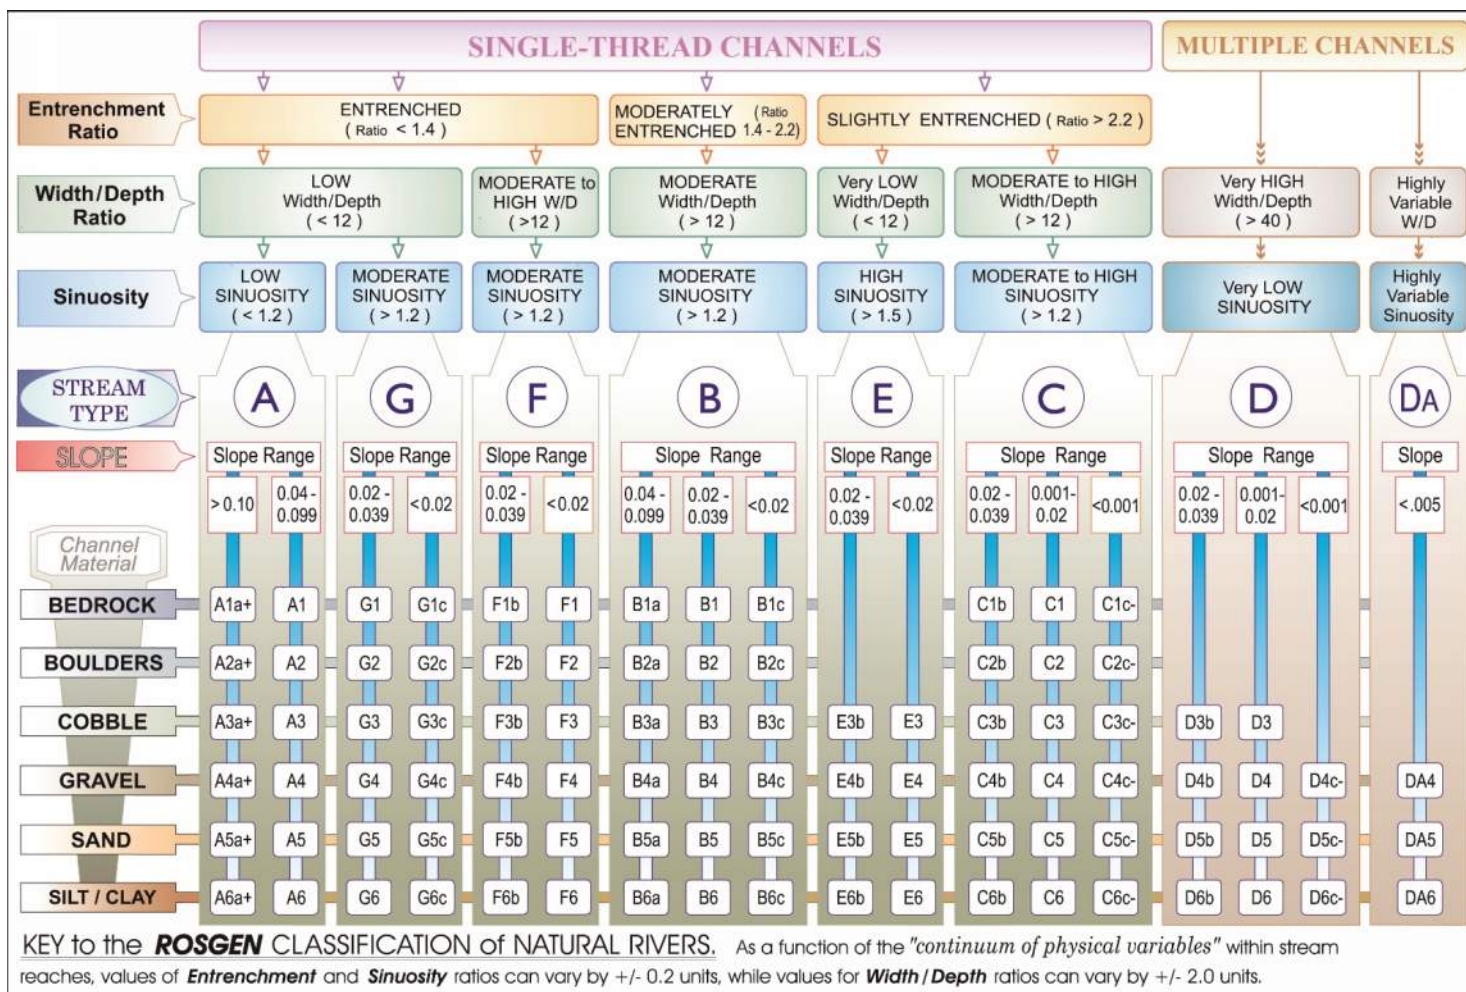 SINGLE-THREAD CHANNELS
MULTIPLE CHANNELS
Entrenchment
Ratio
ENTRENCHED
( Ratio < 1.4 )
MODERATELY ( Ratio
ENTRENCHED 1.4 - 2.2)
SLIGHTLY ENTRENCHED ( Ratio > 2.2 )
Width/Depth
Ratio
LOW
Width/Depth
( < 12 )
MODERATE to
HIGH W/D
( >12 )
MODERATE
Width/Depth
( > 12 )
Very LOW
Width/Depth
( < 12 )
MODERATE to HIGH
Width/Depth
( > 12 )
Very HIGH
Width/Depth
( > 40 )
Highly
Variable
W/D
Sinuosity
LOW
SINUOSITY
( < 1.2 )
MODERATE
SINUOSITY
( > 1.2 )
MODERATE
SINUOSITY
( > 1.2 )
MODERATE
SINUOSITY
( > 1.2 )
HIGH
SINUOSITY
( > 1.5 )
MODERATE to HIGH
SINUOSITY
( > 1.2 )
Very LOW
SINUOSITY
Highly
Variable
Sinuosity
STREAM
TYPE
A G F B E C D DA
SLOPE
Slope Range Slope Range Slope Range Slope Range Slope Range Slope Range Slope Range Slope
> 0.10
0.04 -
0.099
0.02 -
0.039
<0.02
0.02 -
0.039
<0.02
0.04 -
0.099
0.02 -
0.039
<0.02
0.02 -
0.039
<0.02
0.02 -
0.039
0.001-
0.02
<0.001
0.02 -
0.039
0.001-
0.02
<0.001
<.005
Channel
Material
BEDROCK A1a+ A1 G1 G1c F1b F1 B1a B1 B1c C1b C1 C1c-
BOULDERS A2a+ A2 G2 G2c F2b F2 B2a B2 B2c C2b C2 C2c-
COBBLE A3a+ A3 G3 G3c F3b F3 B3a B3 B3c E3b E3 C3b C3 C3c- D3b D3
GRAVEL A4a+ A4 G4 G4c F4b F4 B4a B4 B4c E4b E4 C4b C4 C4c- D4b D4 D4c- DA4
SAND A5a+ A5 G5 G5c F5b F5 B5a B5 B5c E5b E5 C5b C5 C5c- D5b D5 D5c- DA5
SILT / CLAY A6a+ A6 G6 G6c F6b F6 B6a B6 B6c E6b E6 C6b C6 C6c- D6b D6 D6c- DA6
KEY to the ROSGEN CLASSIFICATION of NATURAL RIVERS. As a function of the "continuum of physical variables" within stream
reaches, values of Entrenchment and Sinuosity ratios can vary by +/- 0.2 units, while values for Width / Depth ratios can vary by +/- 2.0 units.